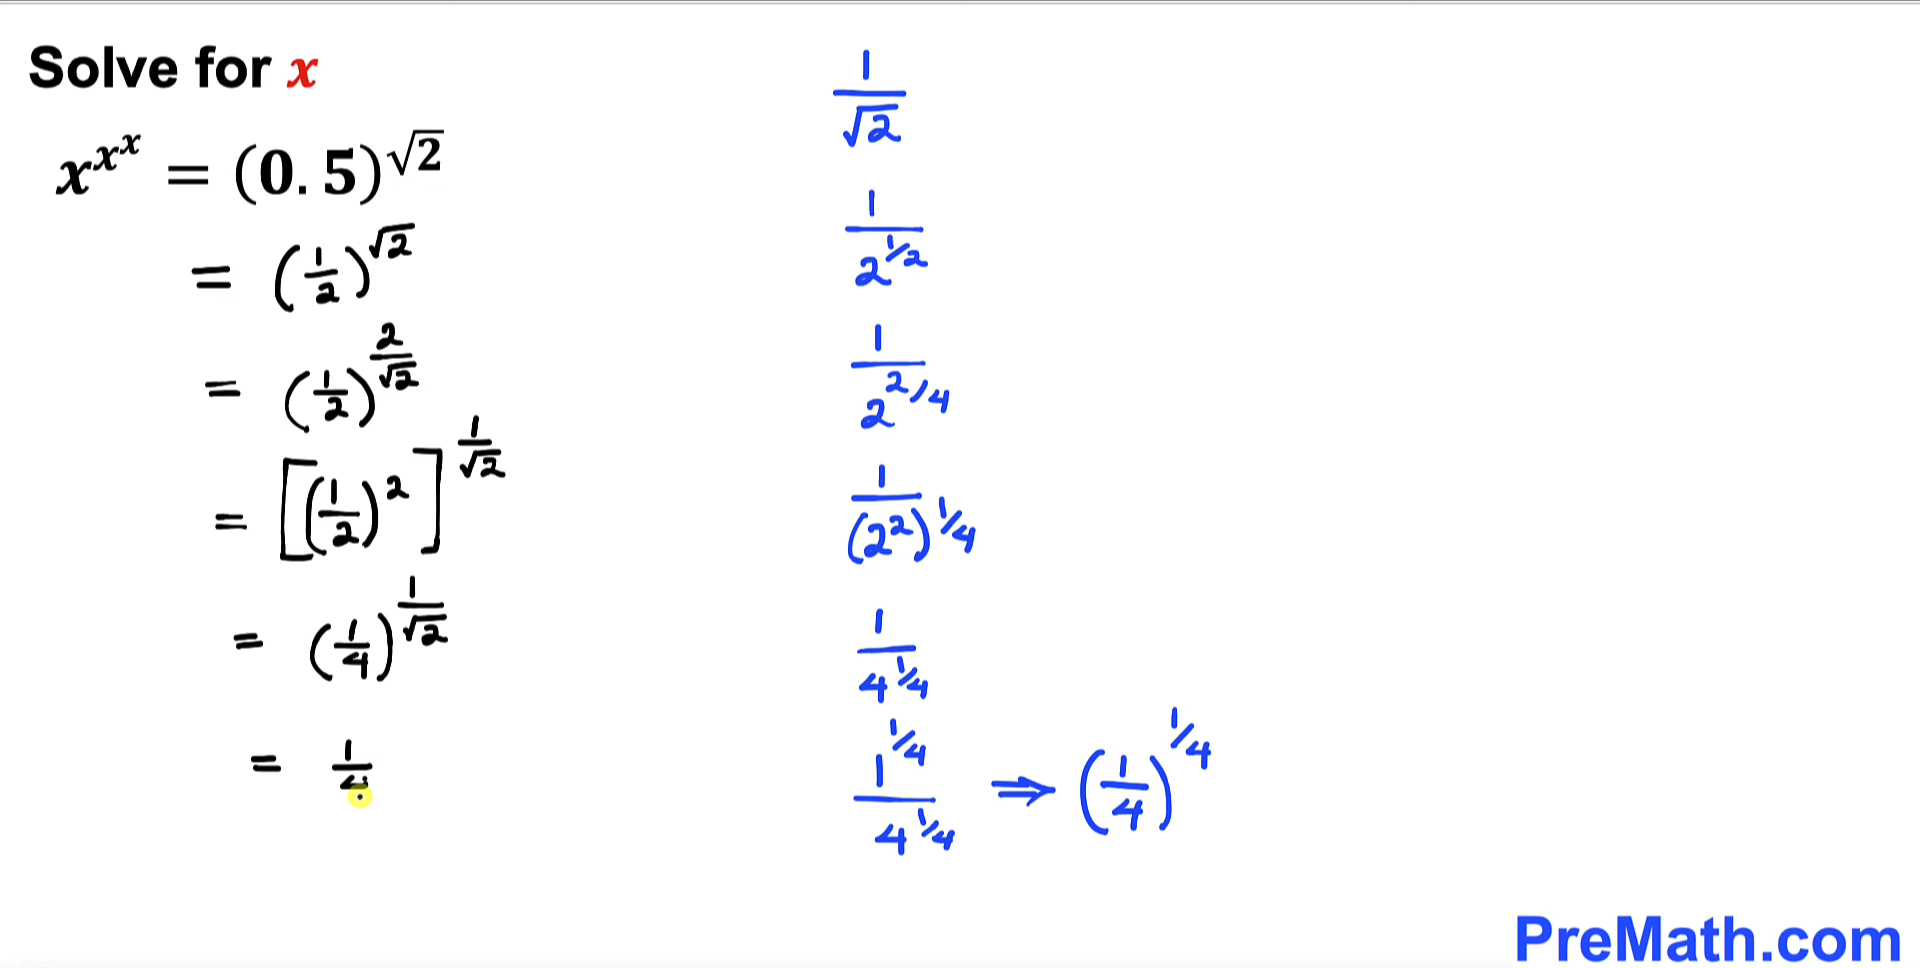 Solve for x
x^{x^x} = (0.5)^{√2}
= (1/2)^{√2}
= (1/2)^{2/√2}
= [(1/2)^2]^{1/√2}
= (1/4)^{1/√2}
= 1/4
1/√2
1/2^{1/2}
1/2^{2/4}
1/(2^2)^{1/4}
1/4^{1/4}
1^{1/4}/4^{1/4} ⇒ (1/4)^{1/4}
PreMath.com